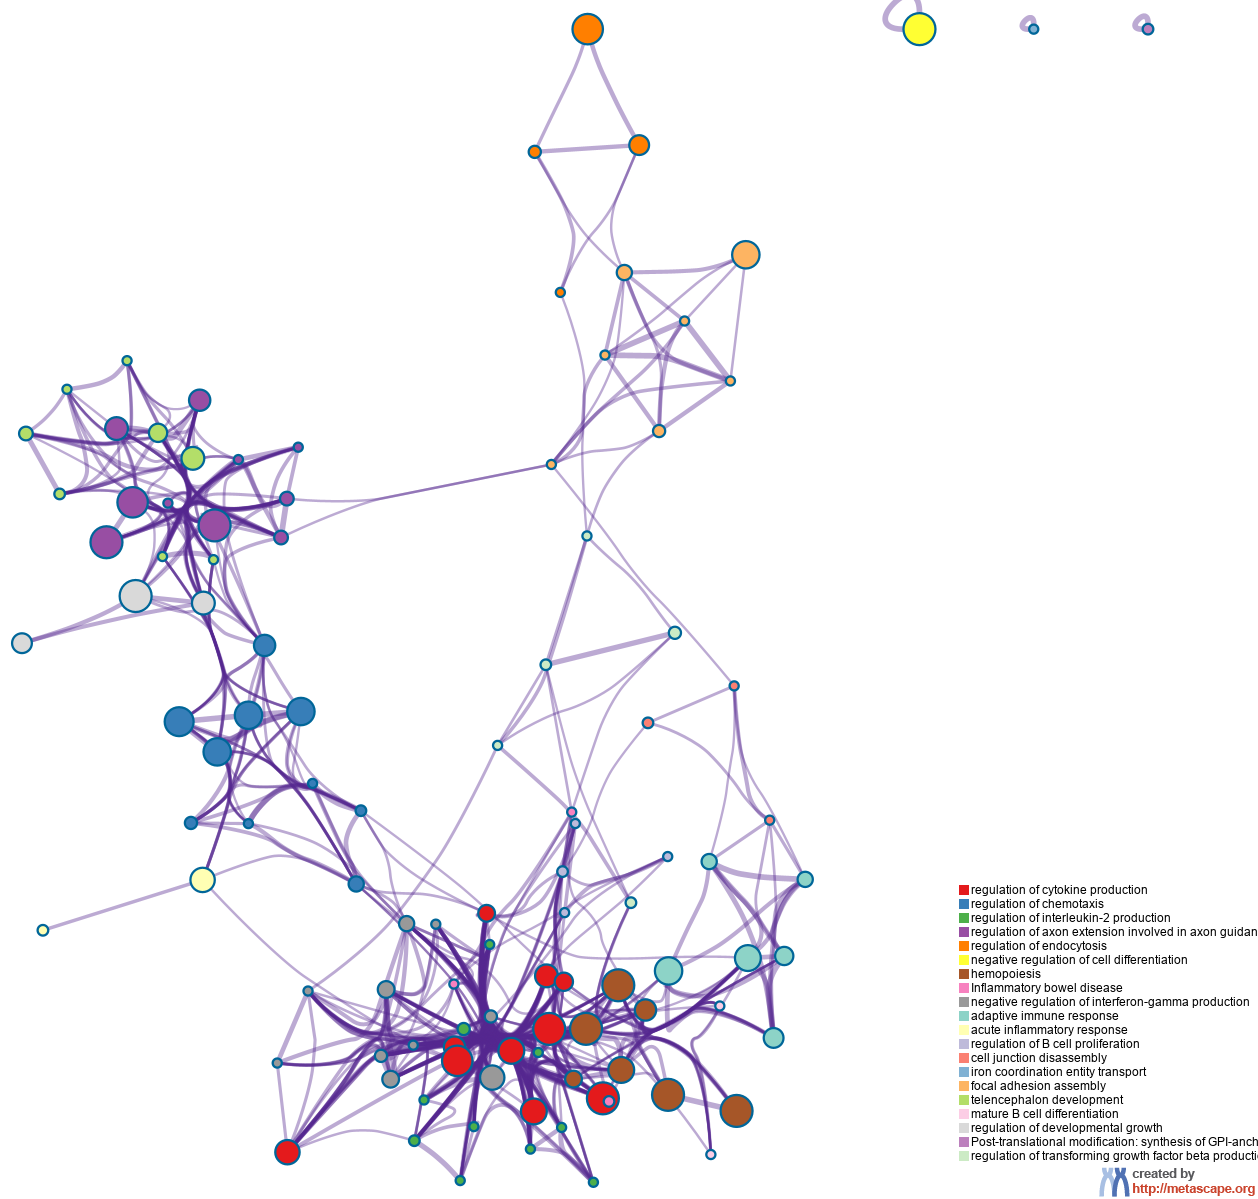 regulation of cytokine production
regulation of chemotaxis
regulation of interleukin-2 production
regulation of axon extension involved in axon guidan
regulation of endocytosis
negative regulation of cell differentiation
hemopoiesis
Inflammatory bowel disease
negative regulation of interferon-gamma production
adaptive immune response
acute inflammatory response
regulation of B cell proliferation
cell junction disassembly
iron coordination entity transport
focal adhesion assembly
telencephalon development
mature B cell differentiation
regulation of developmental growth
Post-translational modification: synthesis of GPI-anch
regulation of transforming growth factor beta producti
created by
http://metascape.org